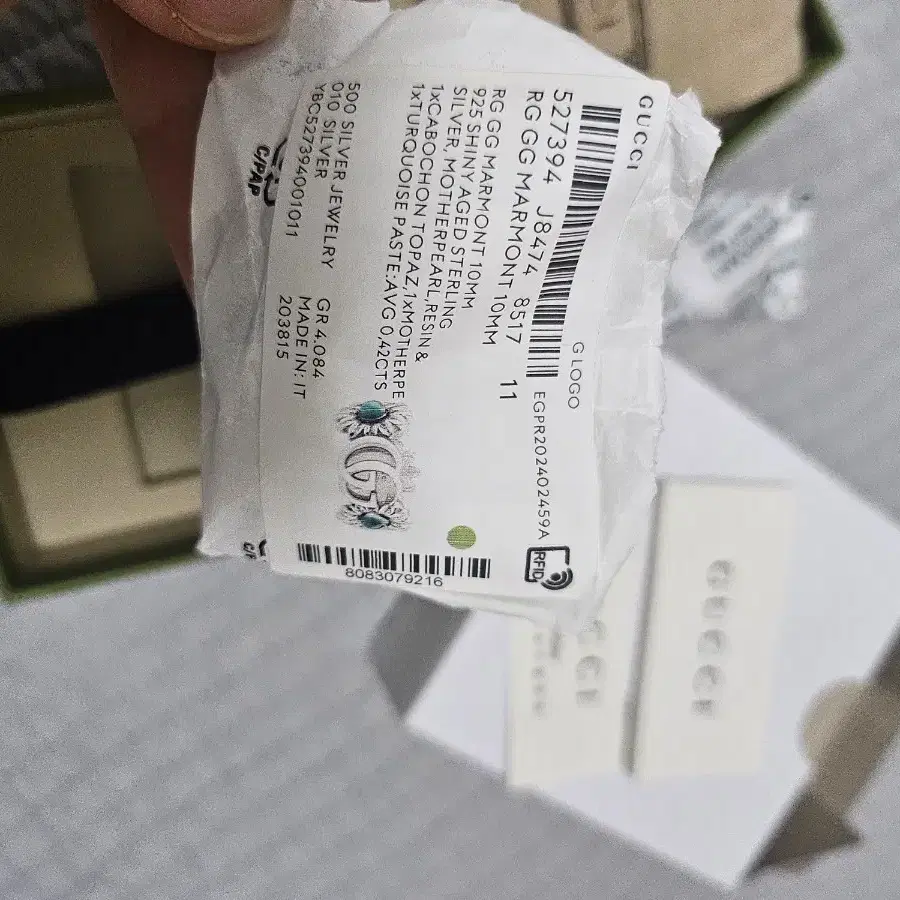 GUCCI
G LOGO
EGPR202402459A
RFID
527394 J8474 8517 11
RG GG MARMONT 10MM
RG GG MARMONT 10MM
925 SHINY AGED STERLING
SILVER, MOTHERPEARL,RESIN &
1xCABOCHON TOPAZ,1xMOTHERPE
1xTURQUOISE PASTE:AVG 0,42CTS
500 SILVER JEWELRY GR 4.084
010 SILVER MADE IN: IT
YBC527394001011 203815
8083079216
C/PAP
GUCCI